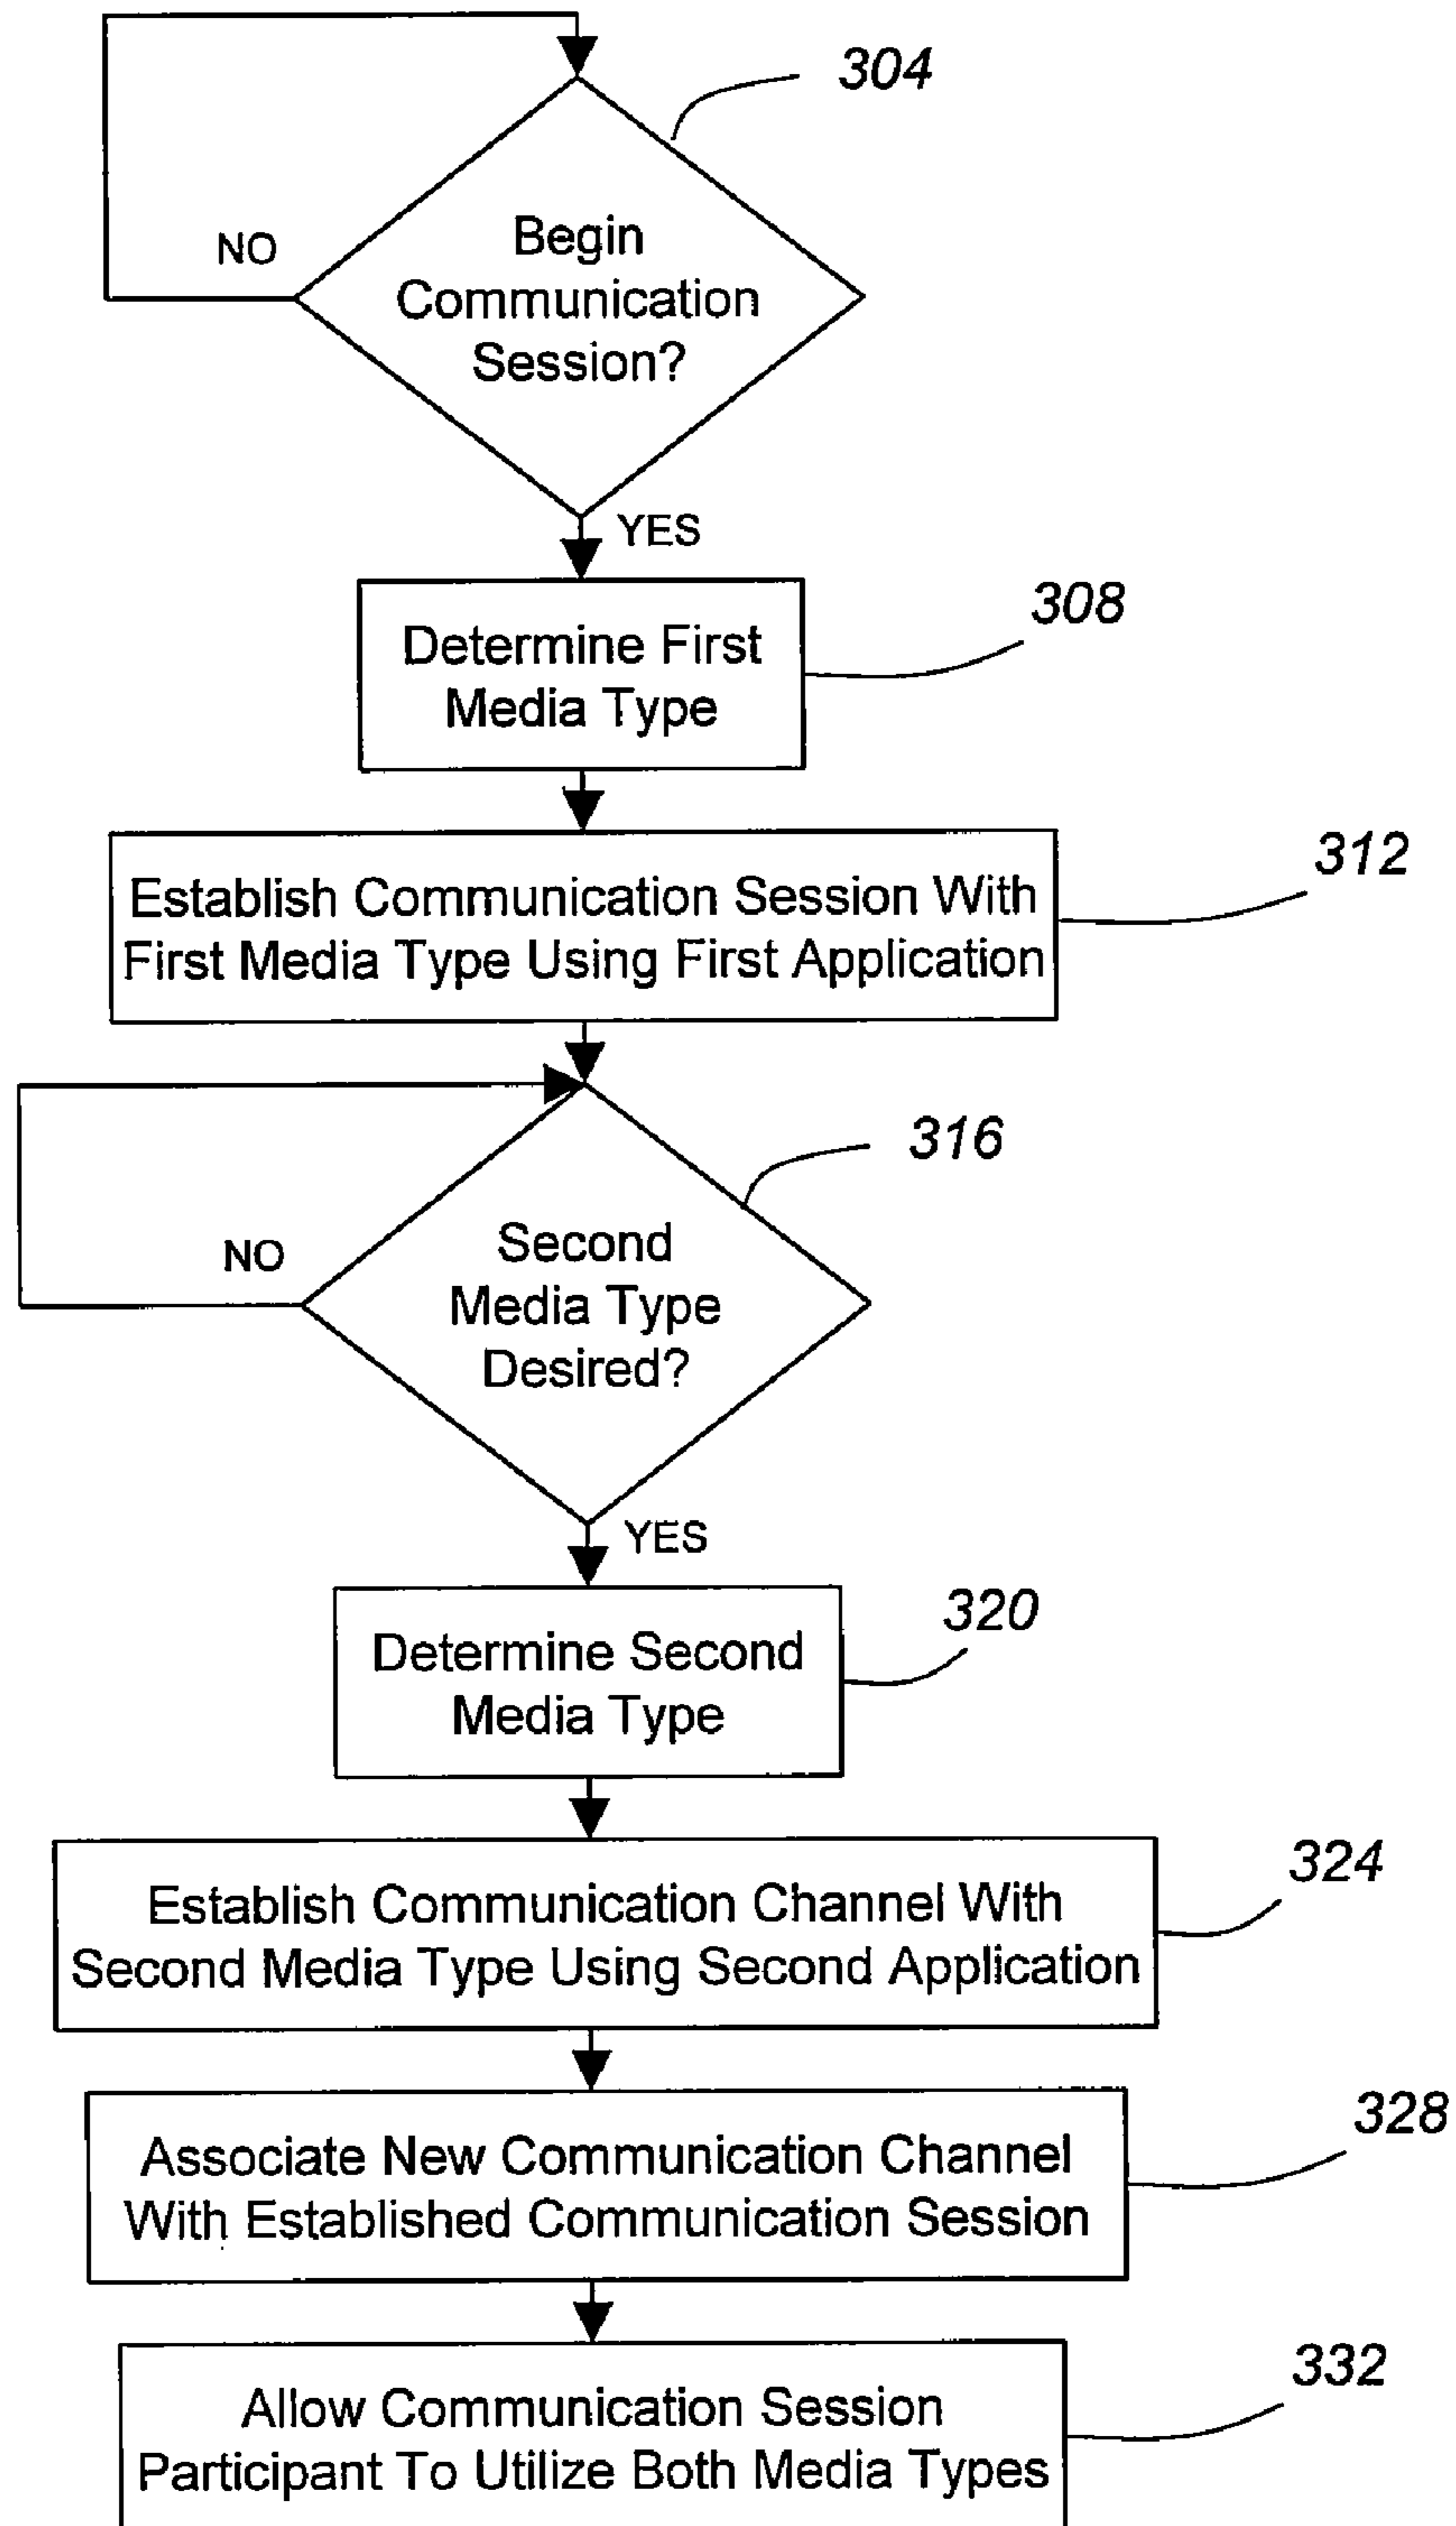 304
Begin
Communication
Session?
NO
YES
308
Determine First
Media Type
312
Establish Communication Session With
First Media Type Using First Application
316
Second
Media Type
Desired?
NO
YES
320
Determine Second
Media Type
324
Establish Communication Channel With
Second Media Type Using Second Application
328
Associate New Communication Channel
With Established Communication Session
332
Allow Communication Session
Participant To Utilize Both Media Types